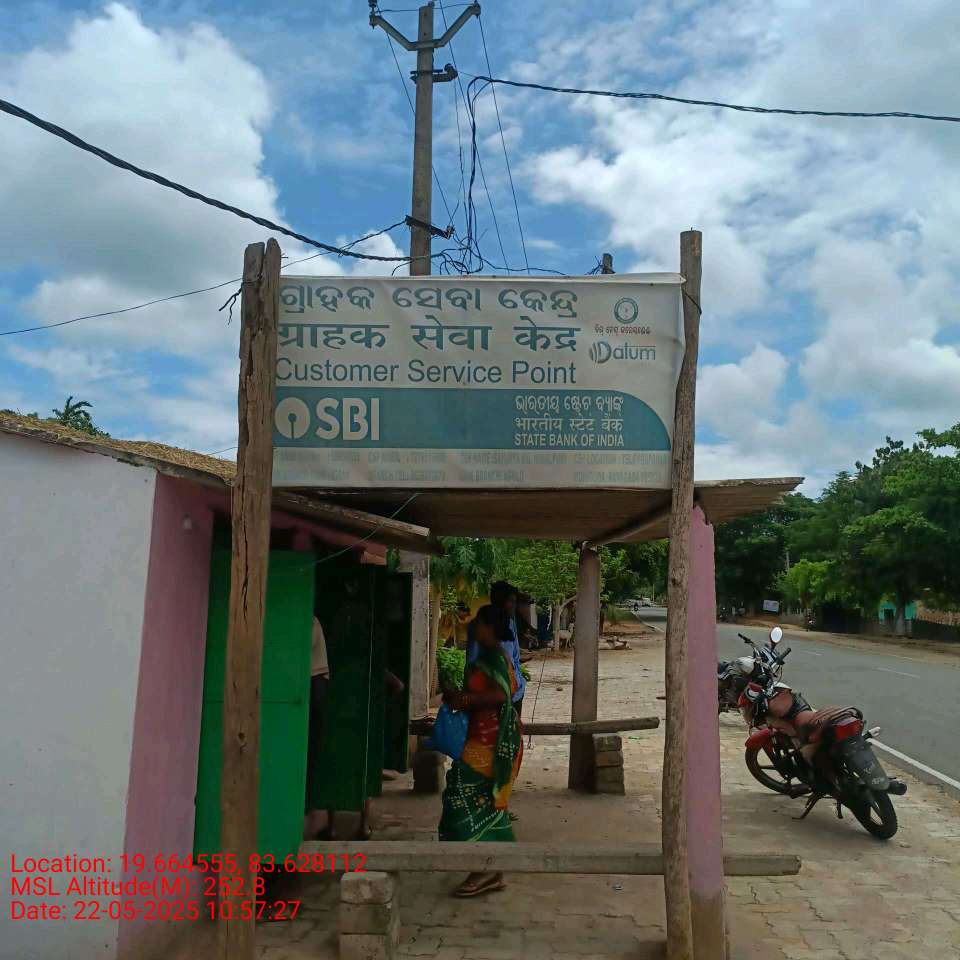 ଗ୍ରାହକ ସେବା କେନ୍ଦ୍ର
ग्राहक सेवा केंद्र
Customer Service Point
Datum
SBI
ଭାରତୀୟ ଷ୍ଟେଟ ବ୍ୟାଙ୍କ
भारतीय स्टेट बैंक
STATE BANK OF INDIA
Location: 19.664555, 83.628112
MSL Altitude(M): 252.8
Date: 22-05-2025 10:57:27